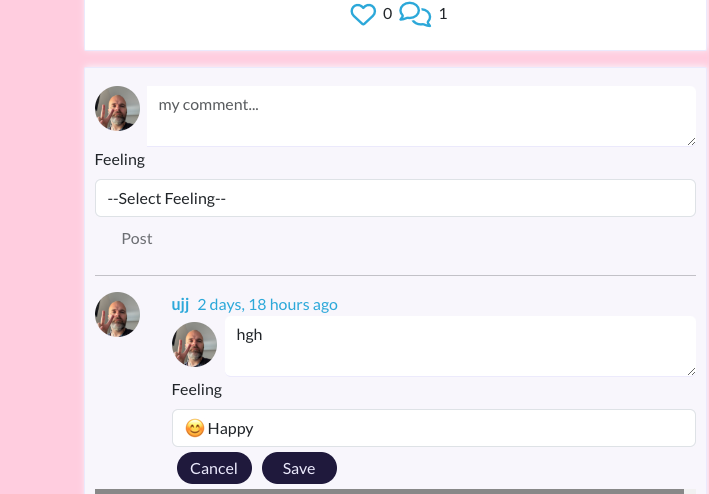 0 1
my comment...
Feeling
--Select Feeling--
Post
ujj 2 days, 18 hours ago
hgh
Feeling
😊 Happy
Cancel Save